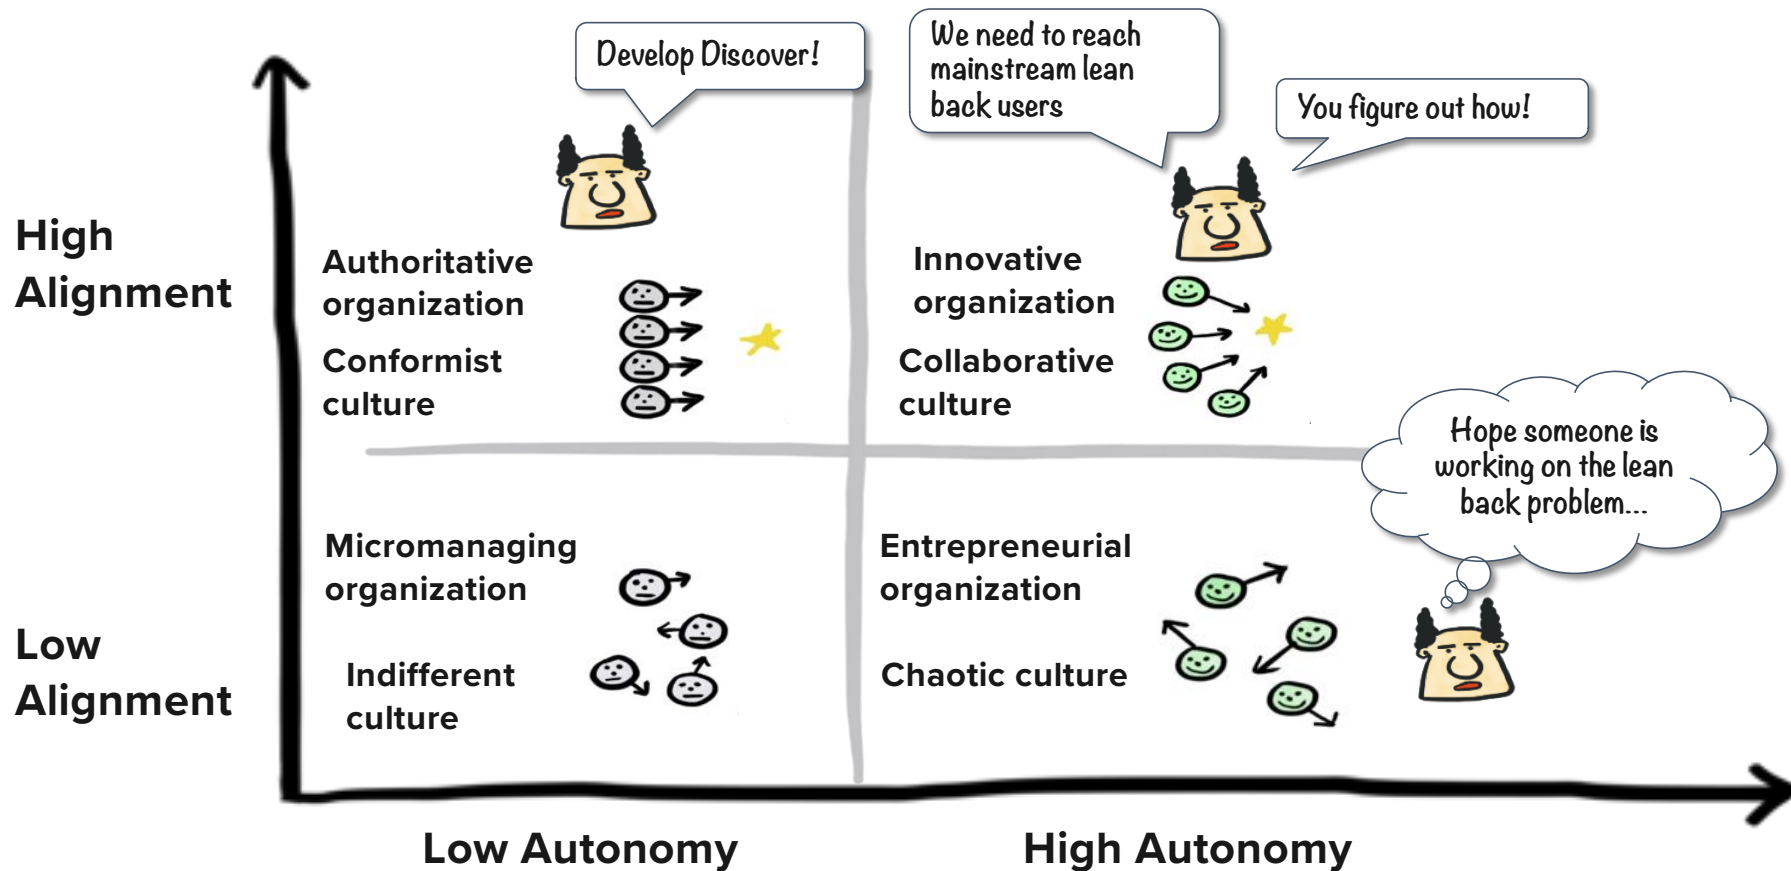 Develop Discover!
We need to reach
mainstream lean
back users
You figure out how!
High
Alignment
Authoritative
organization
Conformist
culture
Innovative
organization
Collaborative
culture
Hope someone is
working on the lean
back problem...
Low
Alignment
Micromanaging
organization
Indifferent
culture
Entrepreneurial
organization
Chaotic culture
Low Autonomy
High Autonomy